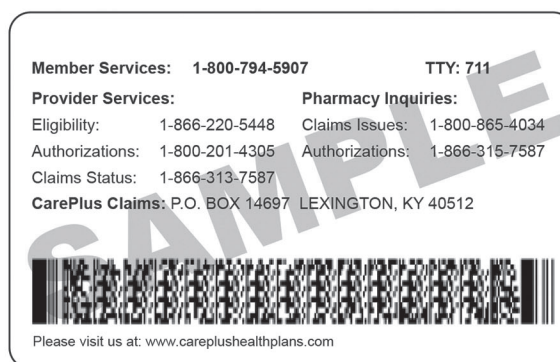 Member Services: 1-800-794-5907 TTY: 711
Provider Services: Pharmacy Inquiries:
Eligibility: 1-866-220-5448 Claims Issues: 1-800-865-4034
Authorizations: 1-800-201-4305 Authorizations: 1-866-315-7587
Claims Status: 1-866-313-7587
CarePlus Claims: P.O. BOX 14697 LEXINGTON, KY 40512
SAMPLE
Please visit us at: www.careplushealthplans.com